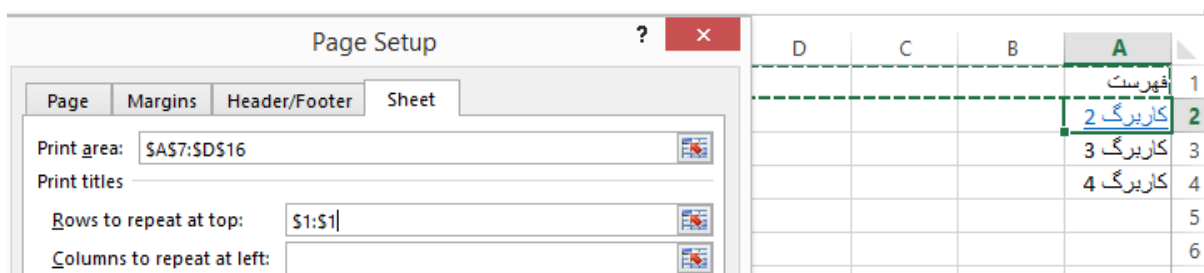 Page Setup ? ×
Page Margins Header/Footer Sheet
Print area: $A$7:$D$16
Print titles
Rows to repeat at top: $1:$1
Columns to repeat at left:
D C B A
فهرست 1
کاربرگ 2 2
کاربرگ 3 3
کاربرگ 4 4
5
6